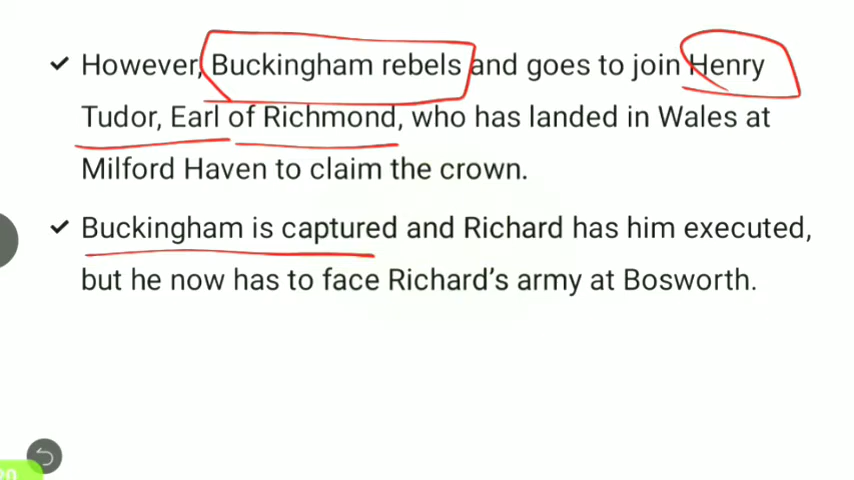 ✔ However, Buckingham rebels and goes to join Henry
Tudor, Earl of Richmond, who has landed in Wales at
Milford Haven to claim the crown.
✔ Buckingham is captured and Richard has him executed,
but he now has to face Richard’s army at Bosworth.
20